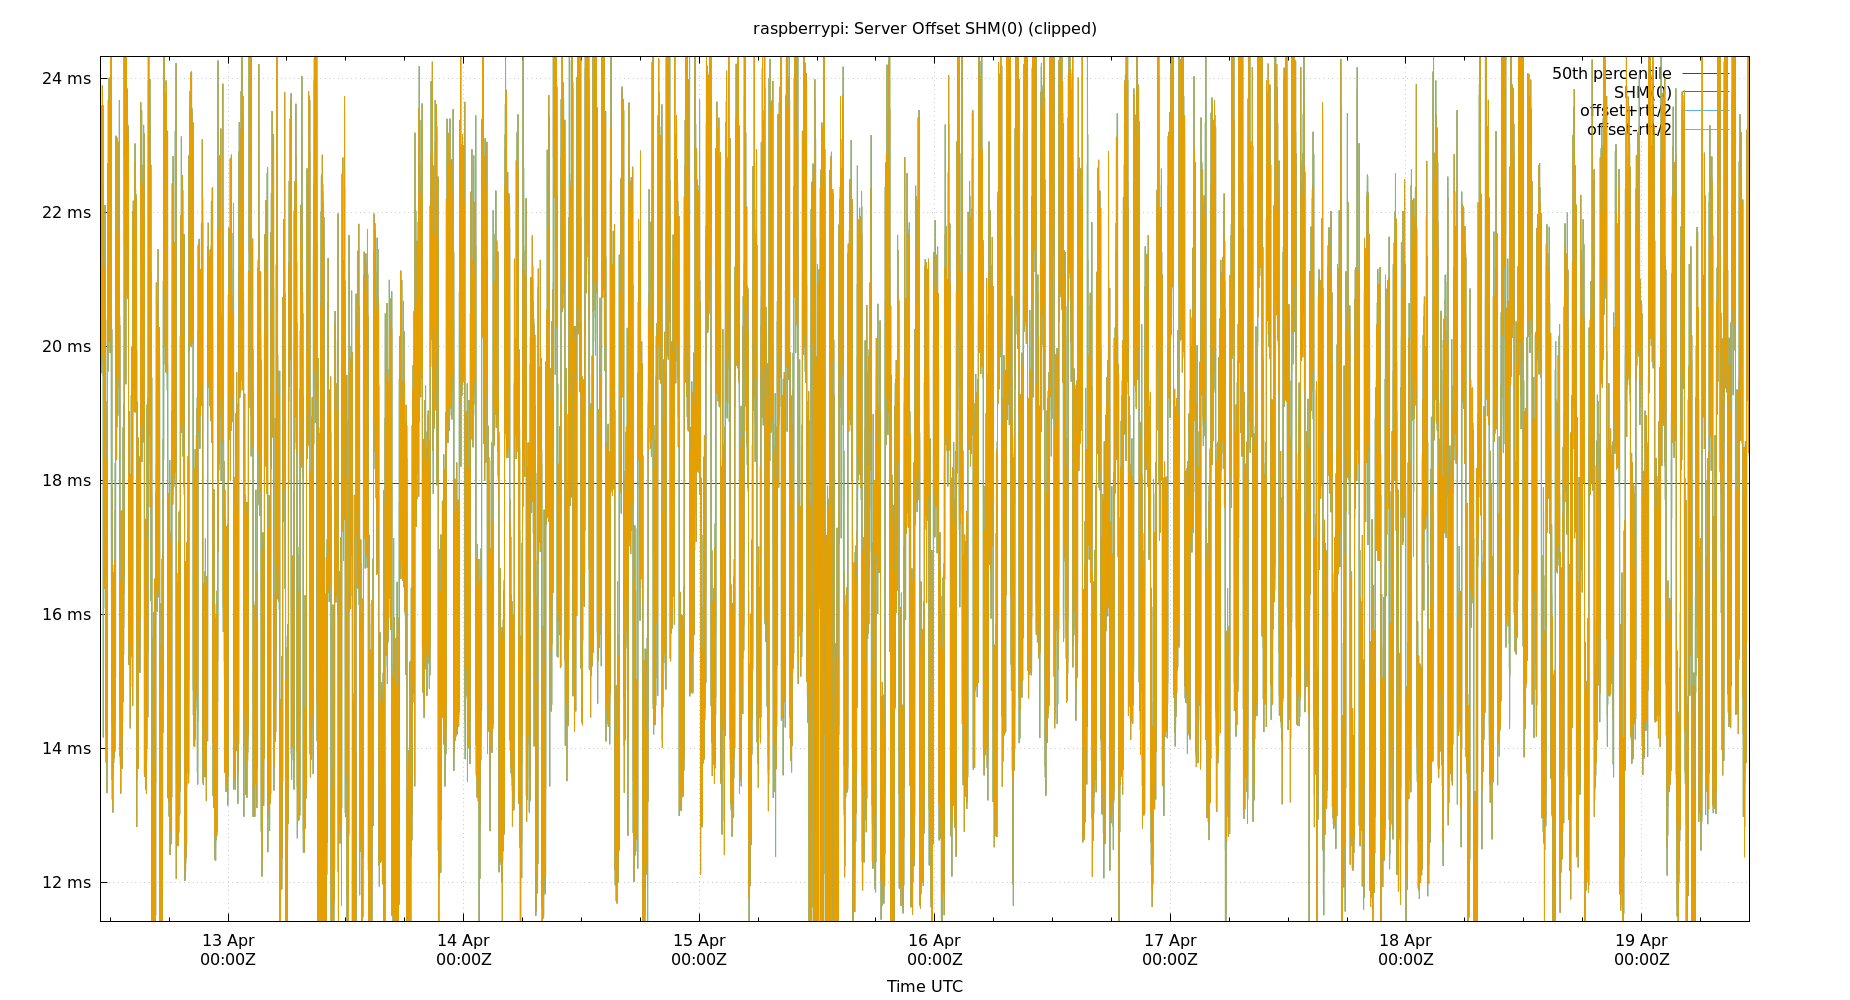 raspberrypi: Server Offset SHM(0) (clipped)
24 ms
22 ms
20 ms
18 ms
16 ms
14 ms
12 ms
50th percentile
SHM(0)
offset+rtt/2
offset-rtt/2
13 Apr
00:00Z
14 Apr
00:00Z
15 Apr
00:00Z
16 Apr
00:00Z
17 Apr
00:00Z
18 Apr
00:00Z
19 Apr
00:00Z
Time UTC